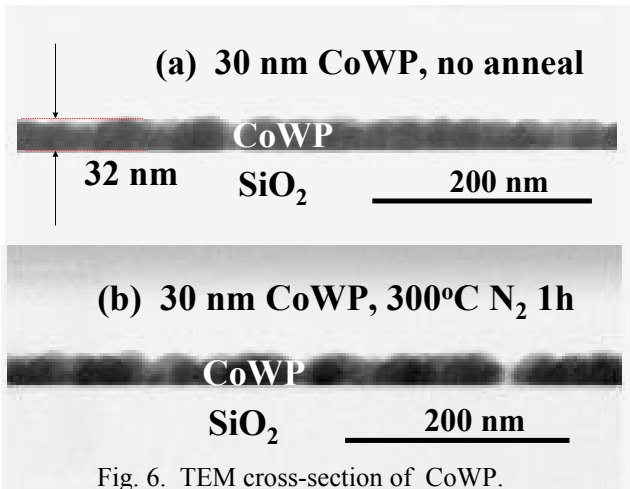 (a) 30 nm CoWP, no anneal
CoWP
32 nm
SiO₂
200 nm
(b) 30 nm CoWP, 300°C N₂ 1h
CoWP
SiO₂
200 nm
Fig. 6. TEM cross-section of CoWP.